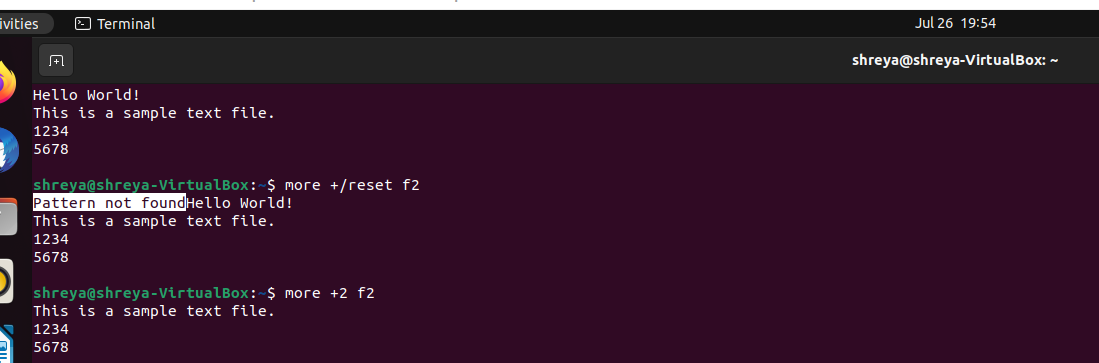 ivities
Terminal
Jul 26 19:54
shreya@shreya-VirtualBox: ~
Hello World!
This is a sample text file.
1234
5678
shreya@shreya-VirtualBox:~$ more +/reset f2
Pattern not foundHello World!
This is a sample text file.
1234
5678
shreya@shreya-VirtualBox:~$ more +2 f2
This is a sample text file.
1234
5678